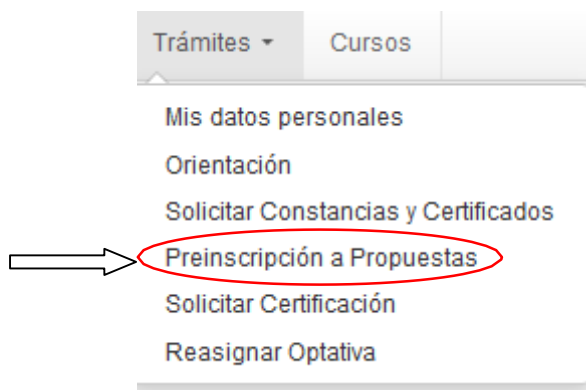 Trámites Cursos
Mis datos personales
Orientación
Solicitar Constancias y Certificados
Preinscripción a Propuestas
Solicitar Certificación
Reasignar Optativa